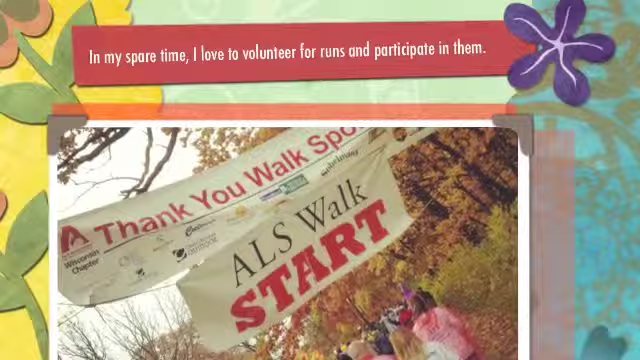 In my spare time, I love to volunteer for runs and participate in them.
A Thank You Walk Spo
Wisconsin
Chapter
ALS Walk
START